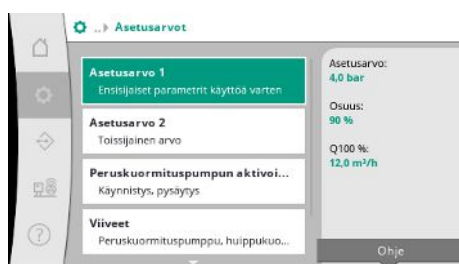 ..▸ Asetusarvot
Asetusarvo 1
Ensisijaiset parametrit käyttöä varten
Asetusarvo 2
Toissijainen arvo
Peruskuormituspumpun aktivoi...
Käynnistys, pysäytys
Viiveet
Peruskuormituspumppu, huippukuo...
Asetusarvo:
4,0 bar
Osuus:
90 %
Q100 %:
12,0 m³/h
Ohje